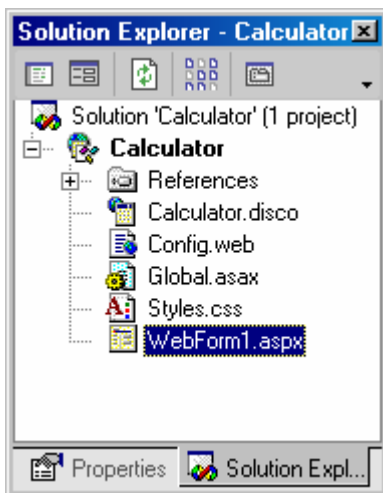 Solution Explorer - Calculator
Solution 'Calculator' (1 project)
Calculator
References
Calculator.disco
Config.web
Global.asax
Styles.css
WebForm1.aspx
Properties
Solution Expl...